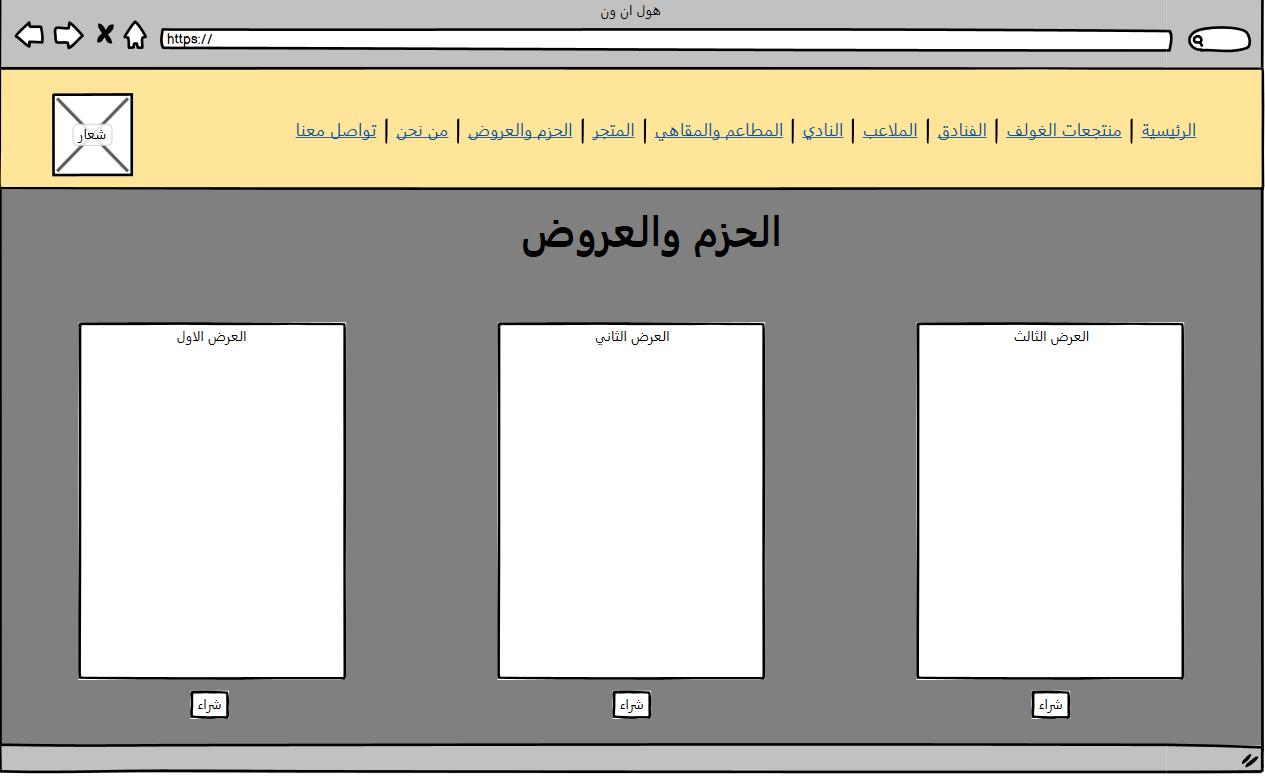 هول ان ون
https://
الرئيسية | منتجعات الغولف | الفنادق | الملاعب | النادي | المطاعم والمقاهي | المتجر | الحزم والعروض | من نحن | تواصل معنا
شعار
الحزم والعروض
العرض الثالث
العرض الثاني
العرض الاول
شراء
شراء
شراء